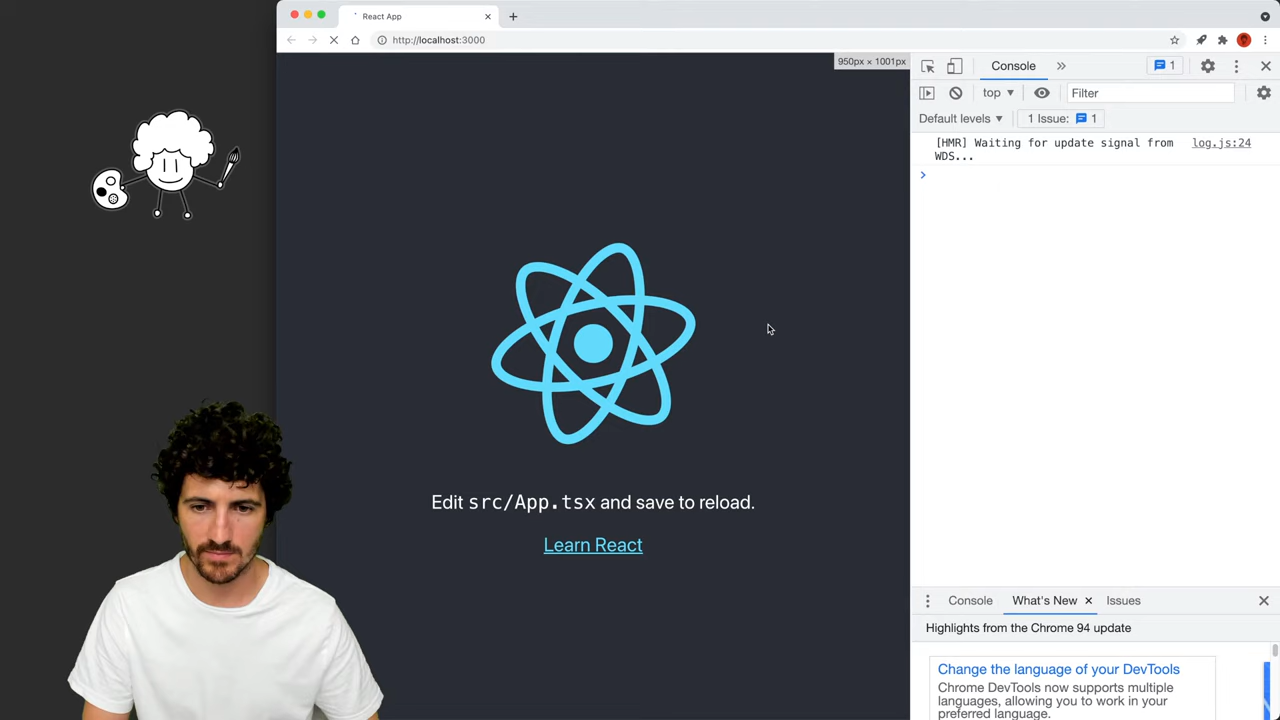 React App
http://localhost:3000
950px × 1001px
Console
1
top
Filter
Default levels
1 Issue:
1
[HMR] Waiting for update signal from
log.js:24
WDS...
Edit src/App.tsx and save to reload.
Learn React
Console
What's New
Issues
Highlights from the Chrome 94 update
Change the language of your DevTools
Chrome DevTools now supports multiple
languages, allowing you to work in your
preferred language.